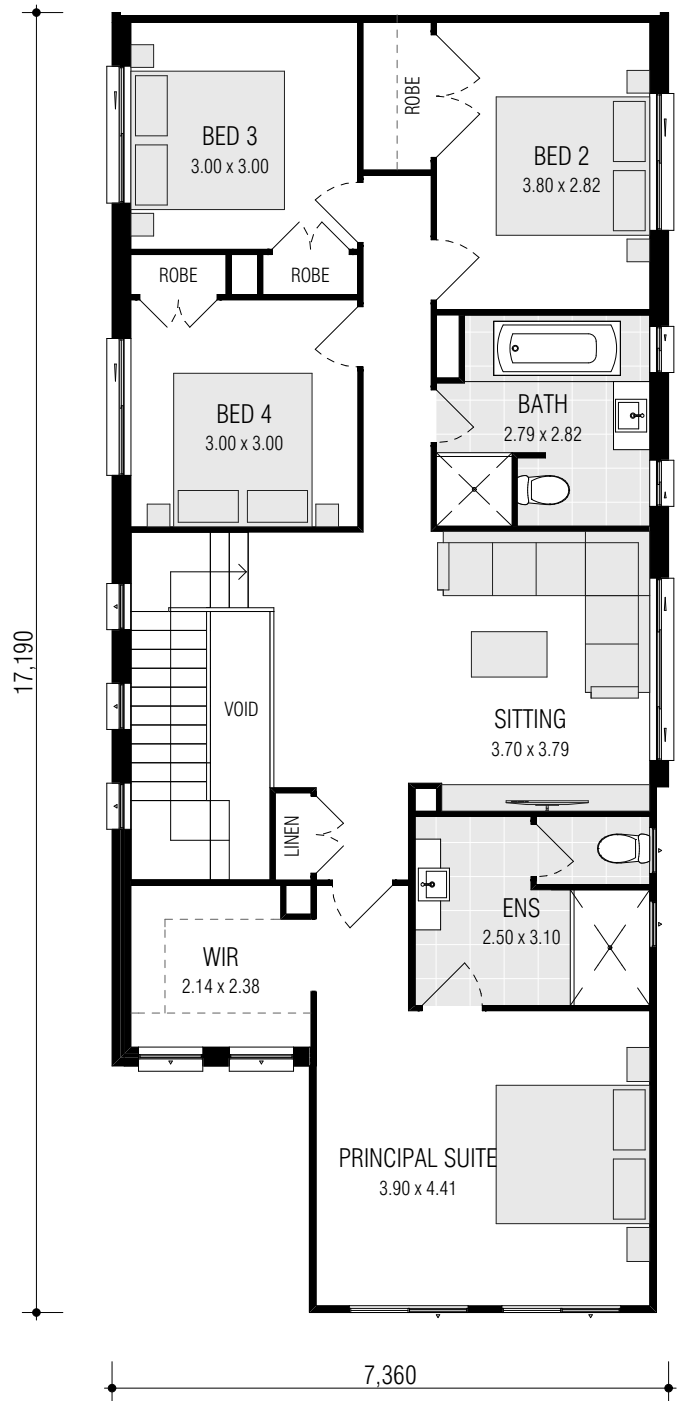 ROBE
BED 3
3.00 x 3.00
BED 2
3.80 x 2.82
ROBE
ROBE
BED 4
3.00 x 3.00
BATH
2.79 x 2.82
17,190
VOID
SITTING
3.70 x 3.79
LINEN
ENS
2.50 x 3.10
WIR
2.14 x 2.38
PRINCIPAL SUITE
3.90 x 4.41
7,360